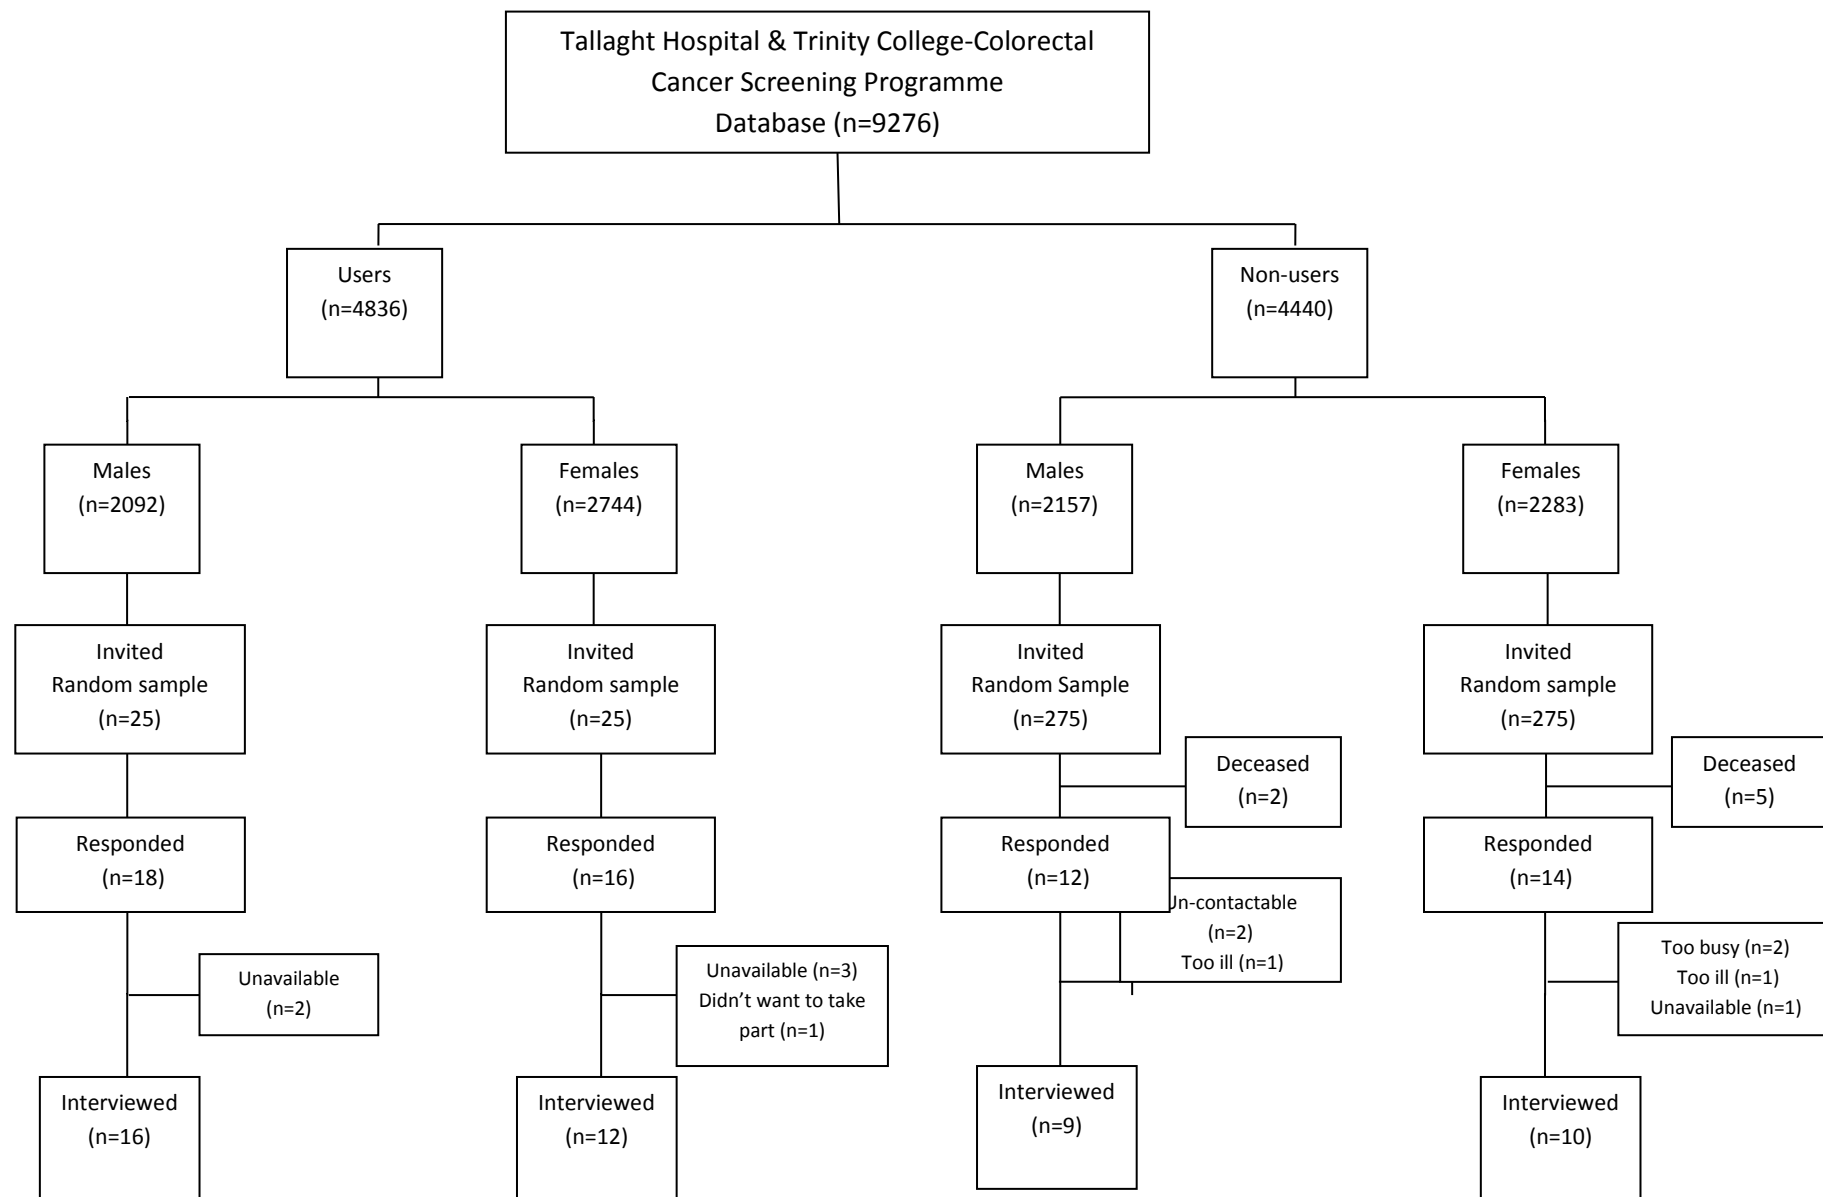 Tallaght Hospital & Trinity College-Colorectal
Cancer Screening Programme
Database (n=9276)
Users
(n=4836)
Non-users
(n=4440)
Males
(n=2092)
Females
(n=2744)
Males
(n=2157)
Females
(n=2283)
Invited
Random sample
(n=25)
Invited
Random sample
(n=25)
Invited
Random Sample
(n=275)
Invited
Random sample
(n=275)
Deceased
(n=2)
Deceased
(n=5)
Responded
(n=18)
Responded
(n=16)
Responded
(n=12)
Responded
(n=14)
Unavailable
(n=2)
Unavailable (n=3)
Didn’t want to take
part (n=1)
Un-contactable
(n=2)
Too ill (n=1)
Too busy (n=2)
Too ill (n=1)
Unavailable (n=1)
Interviewed
(n=16)
Interviewed
(n=12)
Interviewed
(n=9)
Interviewed
(n=10)